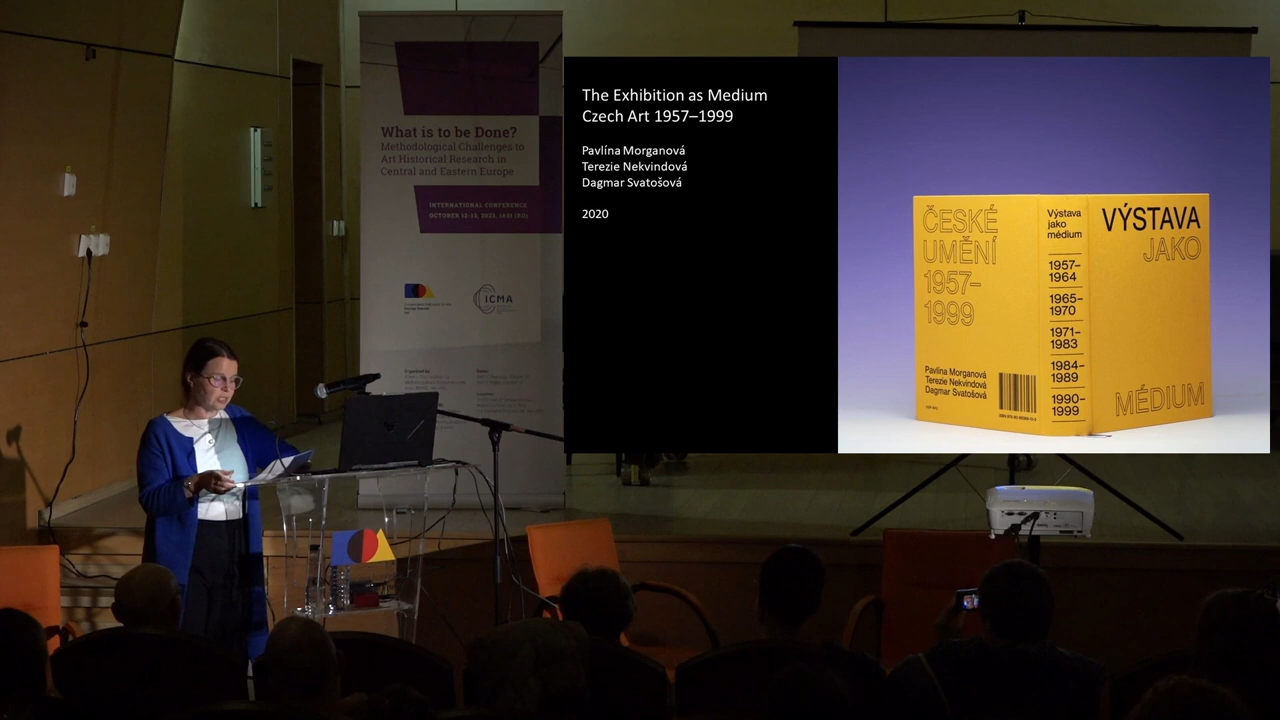 What is to be Done?
Methodological Challenges to
Art Historical Research in
Central and Eastern Europe
INTERNATIONAL CONFERENCE
ICMA
The Exhibition as Medium
Czech Art 1957–1999
Pavlína Morganová
Terezie Nekvindová
Dagmar Svatošová
2020
ČESKÉ
UMĚNÍ
1957–
1999
Pavlína Morganová
Terezie Nekvindová
Dagmar Svatošová
Výstava
jako
médium
1957–
1964
1965–
1970
1971–
1983
1984–
1989
1990–
1999
VÝSTAVA
JAKO
MÉDIUM